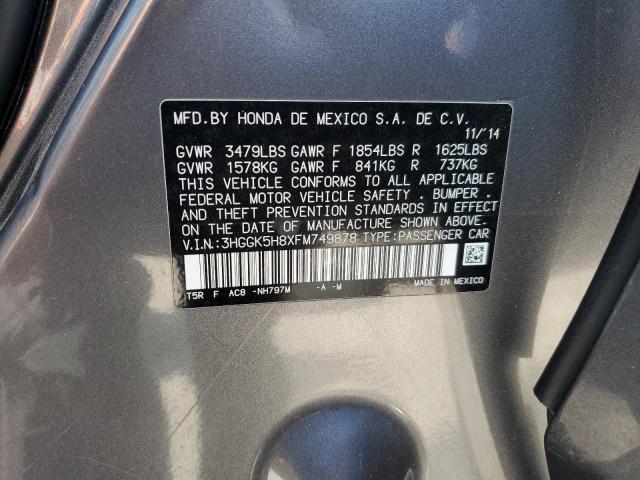 MFD.BY HONDA DE MEXICO S.A. DE C.V.
11/'14
GVWR 3479LBS GAWR F 1854LBS R 1625LBS
GVWR 1578KG GAWR F 841KG R 737KG
THIS VEHICLE CONFORMS TO ALL APPLICABLE
FEDERAL MOTOR VEHICLE SAFETY . BUMPER .
AND THEFT PREVENTION STANDARDS IN EFFECT
ON THE DATE OF MANUFACTURE SHOWN ABOVE.
V.I.N:3HGGK5H8XFM749878 TYPE:PASSENGER CAR
T5R F AC8 -NH797M -A -M MADE IN MEXICO